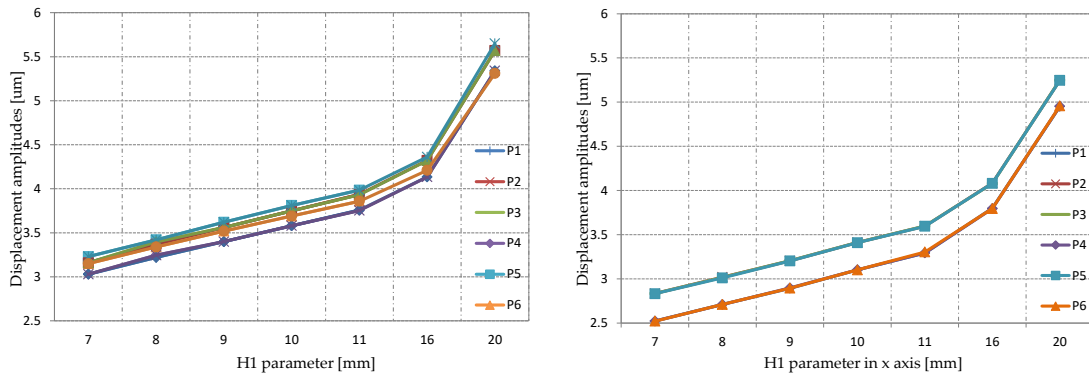 6
5.5
5
4.5
4
3.5
3
2.5
Displacement amplitudes [um]
7 8 9 10 11 16 20
H1 parameter [mm]
P1
P2
P3
P4
P5
P6
6
5.5
5
4.5
4
3.5
3
2.5
Displacement amplitudes [um]
7 8 9 10 11 16 20
H1 parameter in x axis [mm]
P1
P2
P3
P4
P5
P6